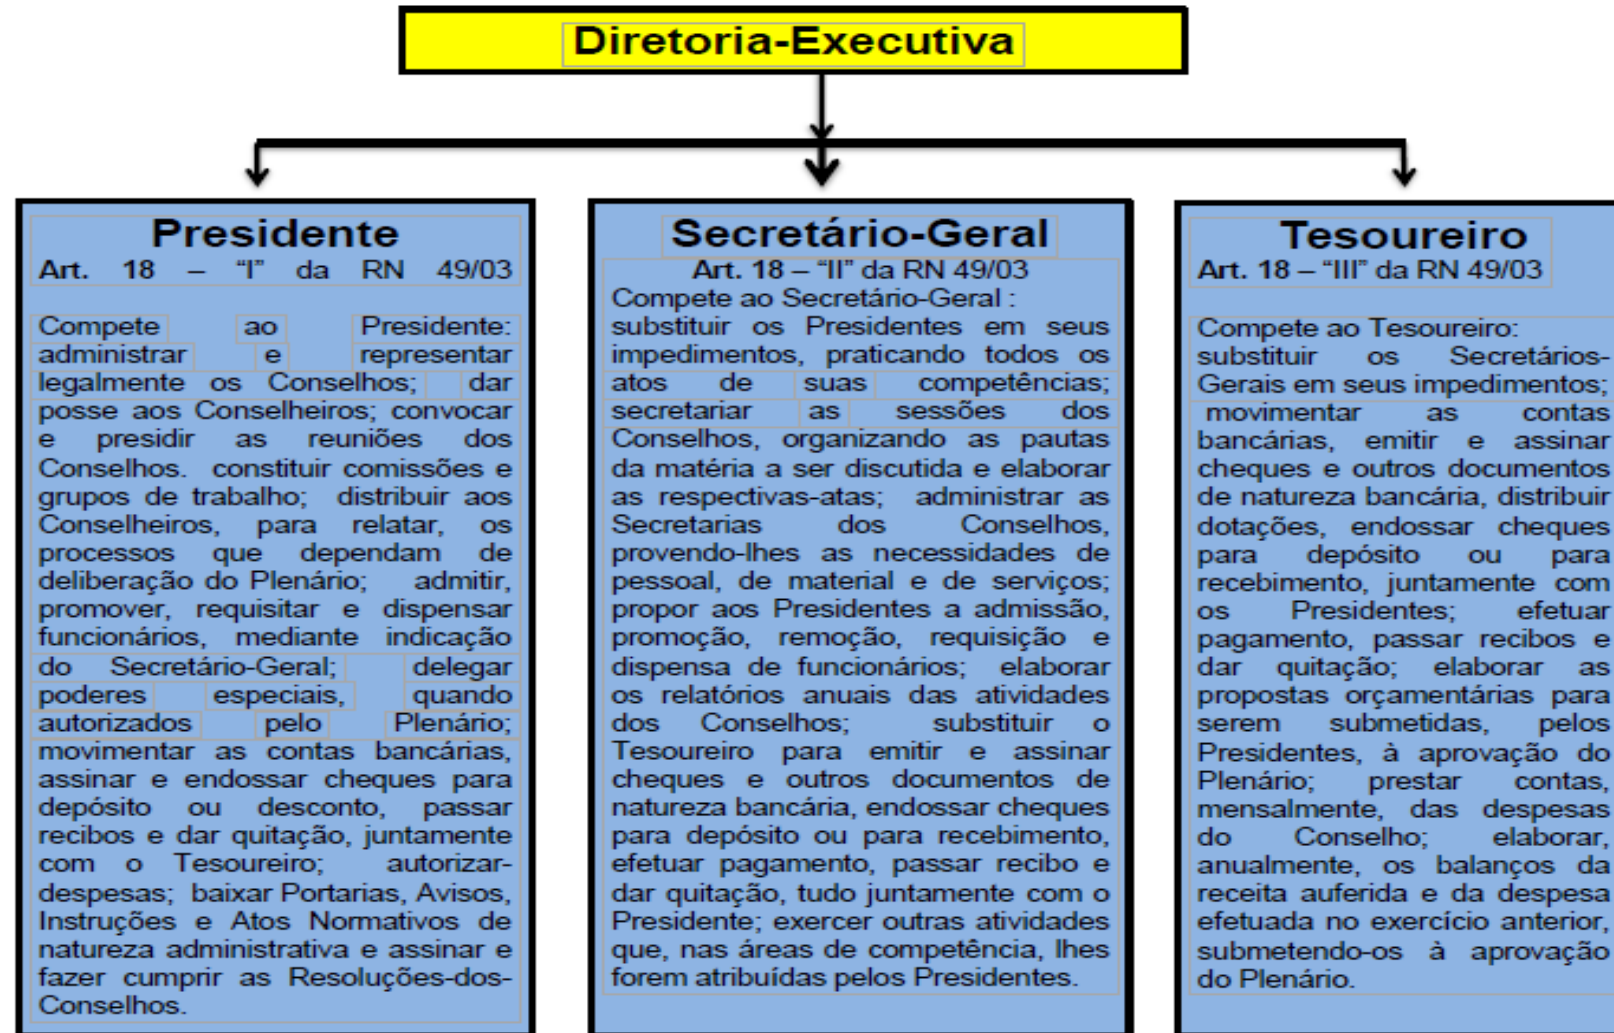 Diretoria-Executiva
Presidente
Art. 18 – “I” da RN 49/03
Compete ao Presidente:
administrar e representar
legalmente os Conselhos; dar
posse aos Conselheiros; convocar
e presidir as reuniões dos
Conselhos. constituir comissões e
grupos de trabalho; distribuir aos
Conselheiros, para relatar, os
processos que dependam de
deliberação do Plenário; admitir,
promover, requisitar e dispensar
funcionários, mediante indicação
do Secretário-Geral; delegar
poderes especiais, quando
autorizados pelo Plenário;
movimentar as contas bancárias,
assinar e endossar cheques para
depósito ou desconto, passar
recibos e dar quitação, juntamente
com o Tesoureiro; autorizar-
despesas; baixar Portarias, Avisos,
Instruções e Atos Normativos de
natureza administrativa e assinar e
fazer cumprir as Resoluções-dos-
Conselhos.
Secretário-Geral
Art. 18 – “II” da RN 49/03
Compete ao Secretário-Geral :
substituir os Presidentes em seus
impedimentos, praticando todos os
atos de suas competências;
secretariar as sessões dos
Conselhos, organizando as pautas
da matéria a ser discutida e elaborar
as respectivas-atas; administrar as
Secretarias dos Conselhos,
provendo-lhes as necessidades de
pessoal, de material e de serviços;
propor aos Presidentes a admissão,
promoção, remoção, requisição e
dispensa de funcionários; elaborar
os relatórios anuais das atividades
dos Conselhos; substituir o
Tesoureiro para emitir e assinar
cheques e outros documentos de
natureza bancária, endossar cheques
para depósito ou para recebimento,
efetuar pagamento, passar recibo e
dar quitação, tudo juntamente com o
Presidente; exercer outras atividades
que, nas áreas de competência, lhes
forem atribuídas pelos Presidentes.
Tesoureiro
Art. 18 – “III” da RN 49/03
Compete ao Tesoureiro:
substituir os Secretários-
Gerais em seus impedimentos;
movimentar as contas
bancárias, emitir e assinar
cheques e outros documentos
de natureza bancária, distribuir
dotações, endossar cheques
para depósito ou para
recebimento, juntamente com
os Presidentes; efetuar
pagamento, passar recibos e
dar quitação; elaborar as
propostas orçamentárias para
serem submetidas, pelos
Presidentes, à aprovação do
Plenário; prestar contas,
mensalmente, das despesas
do Conselho; elaborar,
anualmente, os balanços da
receita auferida e da despesa
efetuada no exercício anterior,
submetendo-os à aprovação
do Plenário.